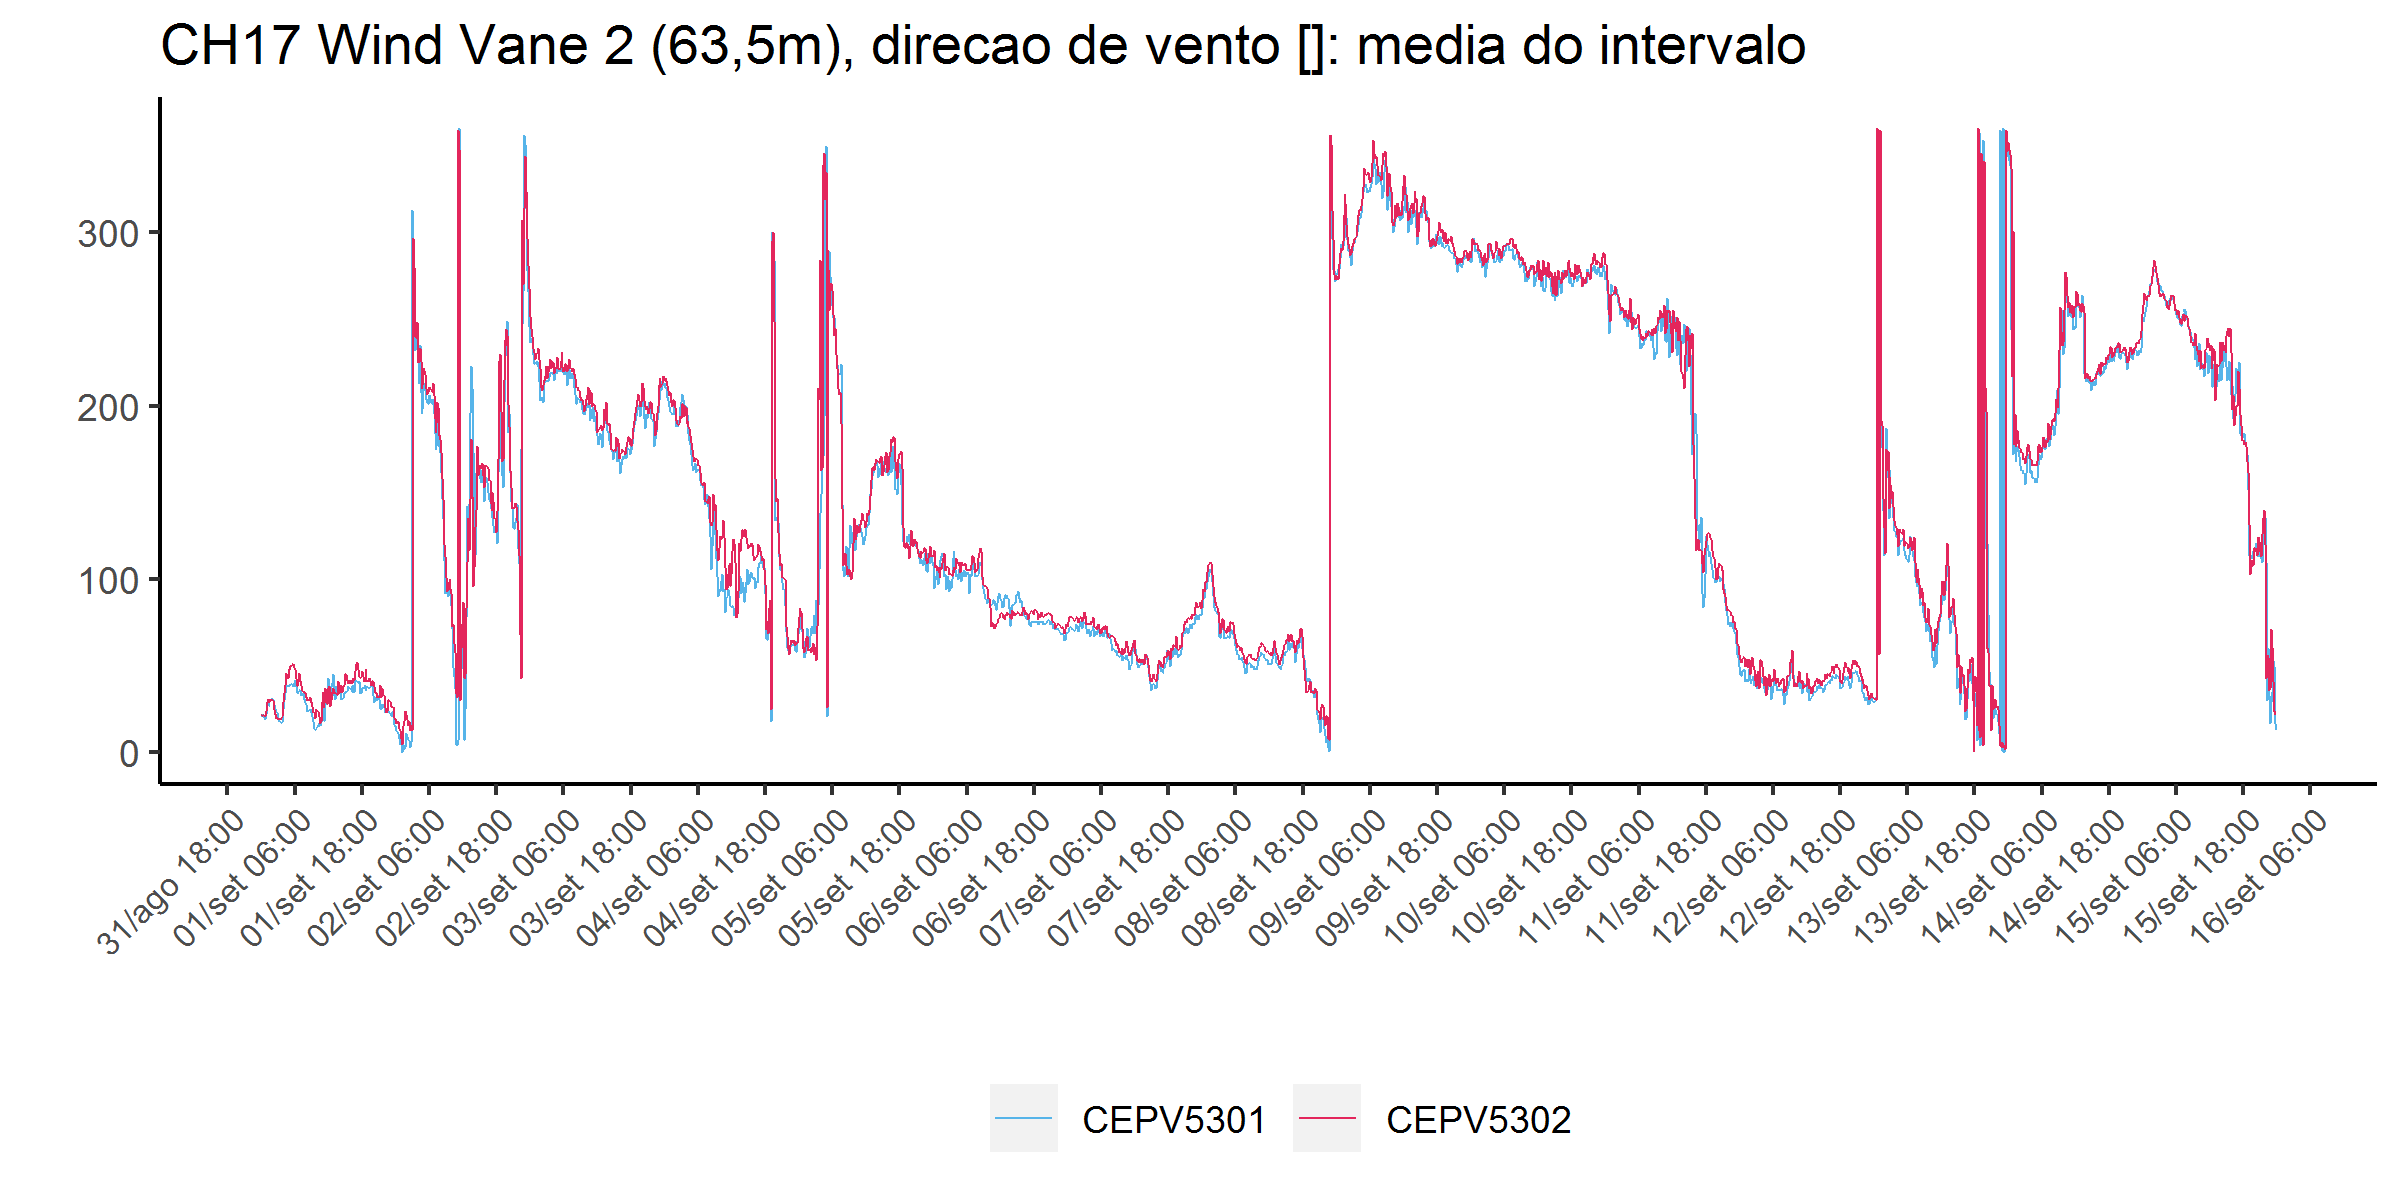 CH17 Wind Vane 2 (63,5m), direcao de vento []: media do intervalo
300
200
100
0
31/ago 18:00
01/set 06:00
01/set 18:00
02/set 06:00
02/set 18:00
03/set 06:00
03/set 18:00
04/set 06:00
04/set 18:00
05/set 06:00
05/set 18:00
06/set 06:00
06/set 18:00
07/set 06:00
07/set 18:00
08/set 06:00
08/set 18:00
09/set 06:00
09/set 18:00
10/set 06:00
10/set 18:00
11/set 06:00
11/set 18:00
12/set 06:00
12/set 18:00
13/set 06:00
13/set 18:00
14/set 06:00
14/set 18:00
15/set 06:00
15/set 18:00
16/set 06:00
CEPV5301
CEPV5302